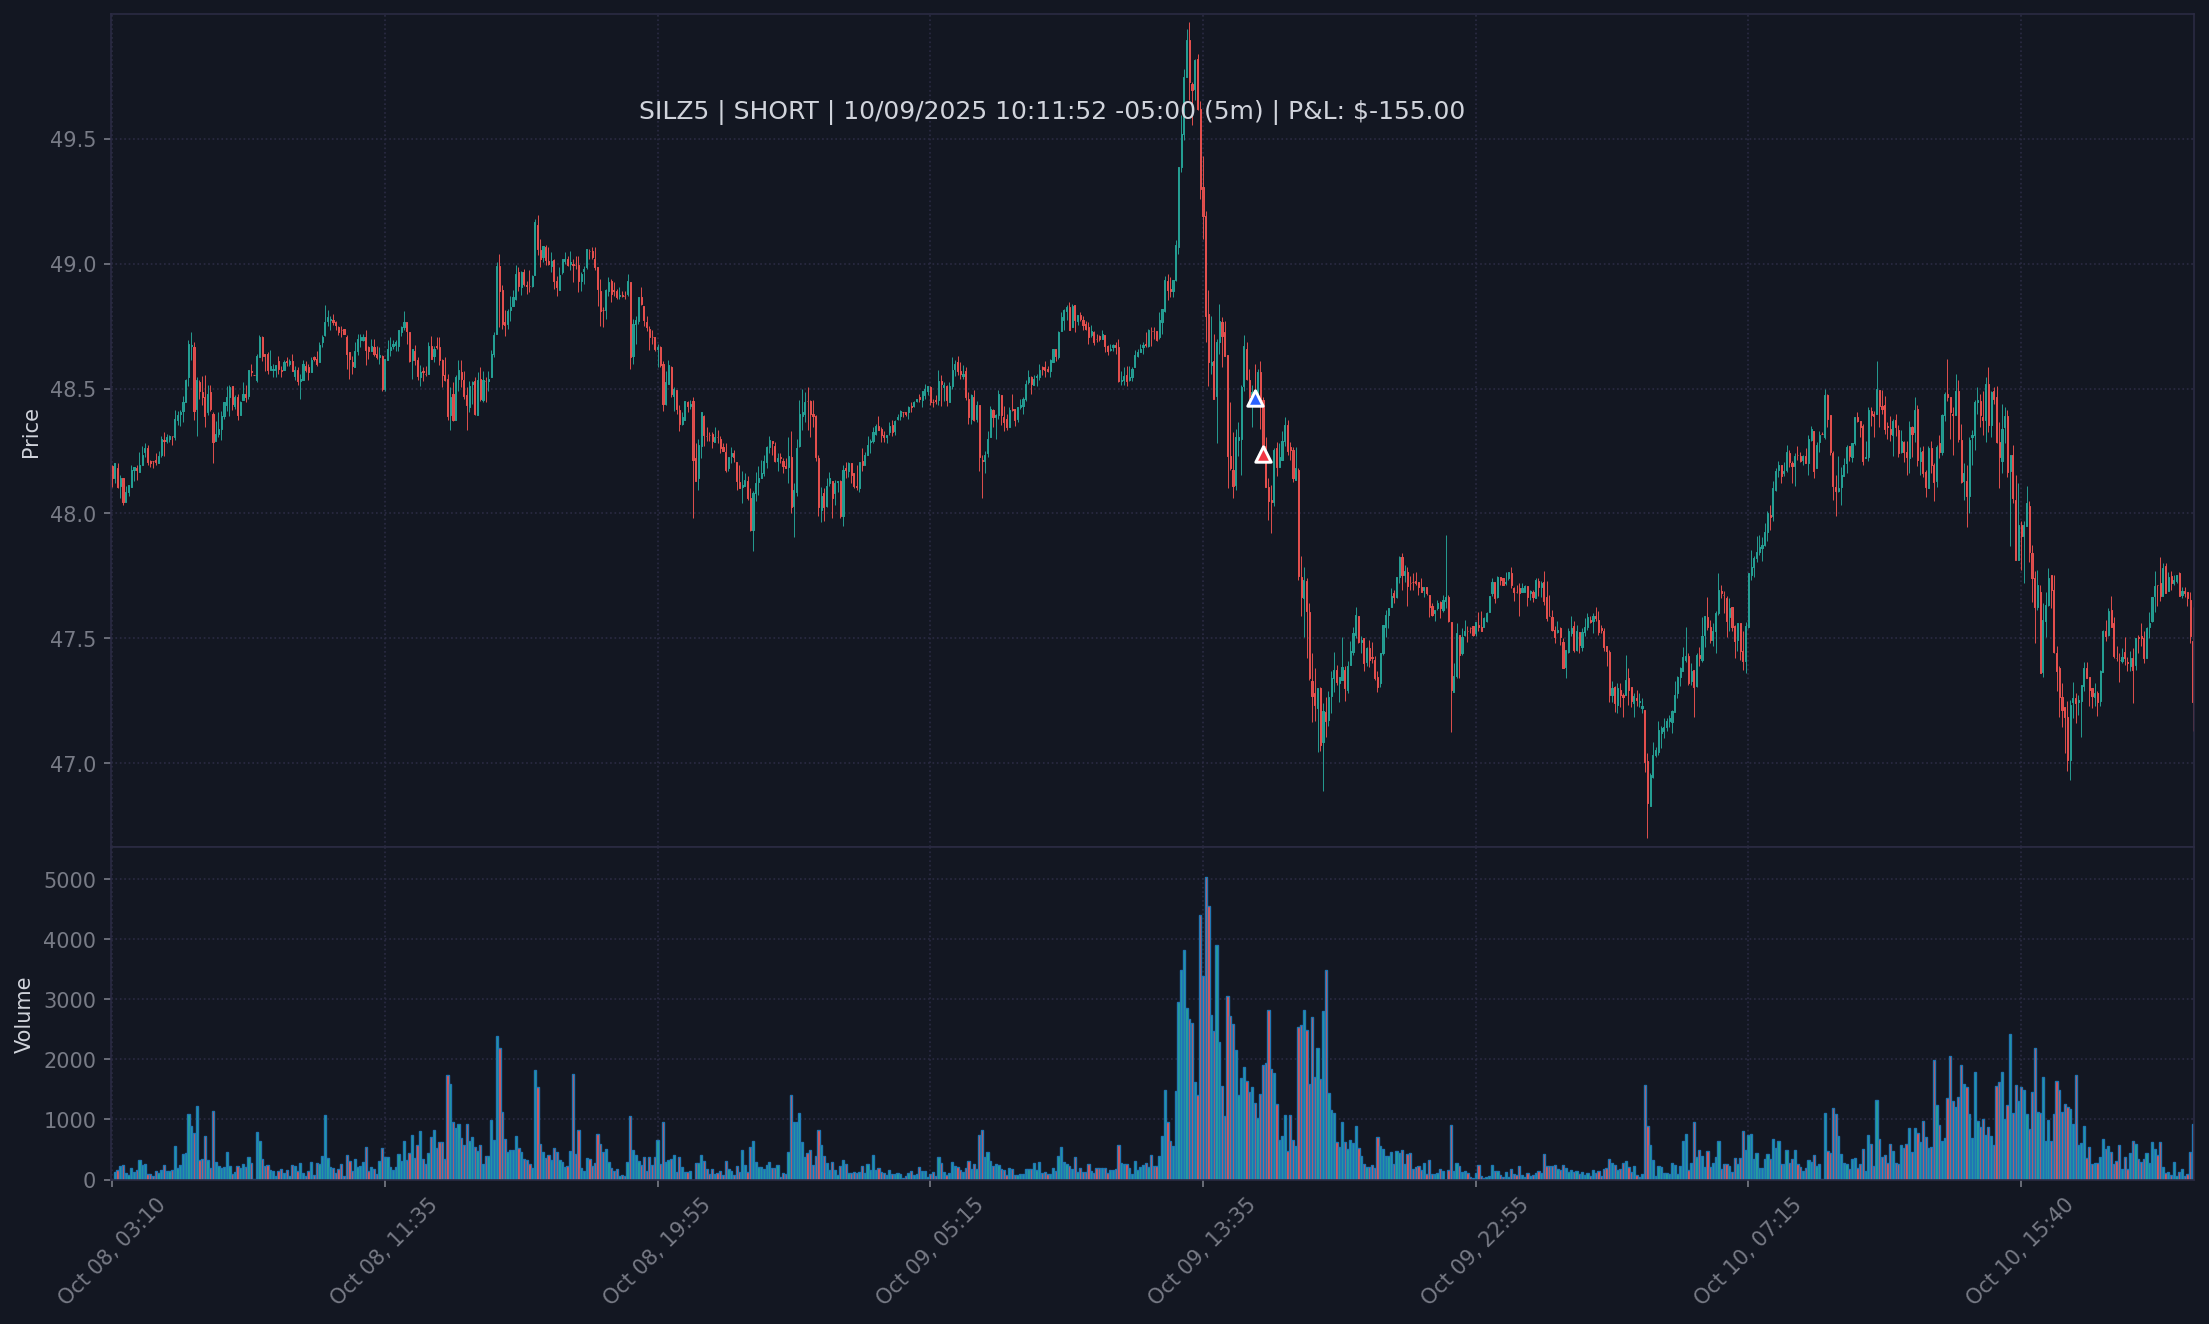 SILZ5 | SHORT | 10/09/2025 10:11:52 -05:00 (5m) | P&L: $-155.00
Price
49.5
49.0
48.5
48.0
47.5
47.0
Volume
5000
4000
3000
2000
1000
0
Oct 08, 03:10
Oct 08, 11:35
Oct 08, 19:55
Oct 09, 05:15
Oct 09, 13:35
Oct 09, 22:55
Oct 10, 07:15
Oct 10, 15:40